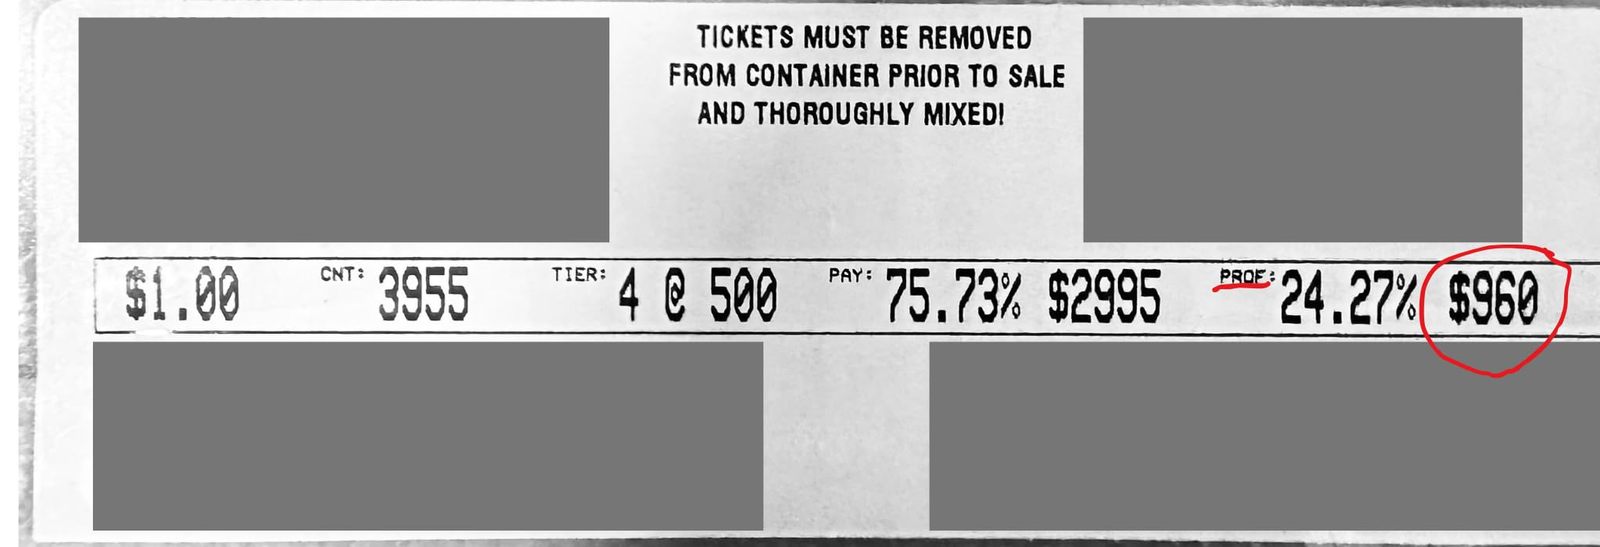 TICKETS MUST BE REMOVED
FROM CONTAINER PRIOR TO SALE
AND THOROUGHLY MIXED!
$1.00 CNT: 3955 TIER: 4 @ 500 PAY: 75.73% $2995 PROF: 24.27% $960